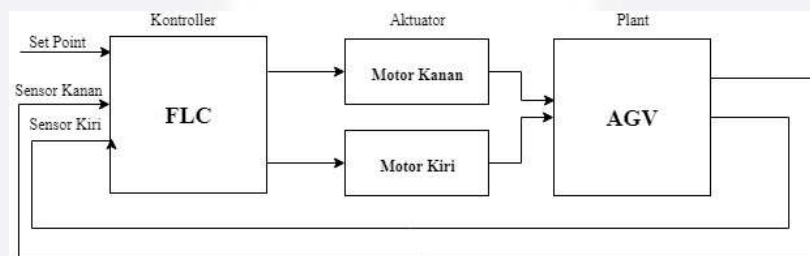 Kontroller
Aktuator
Plant
Set Point
Sensor Kanan
Sensor Kiri
FLC
Motor Kanan
Motor Kiri
AGV